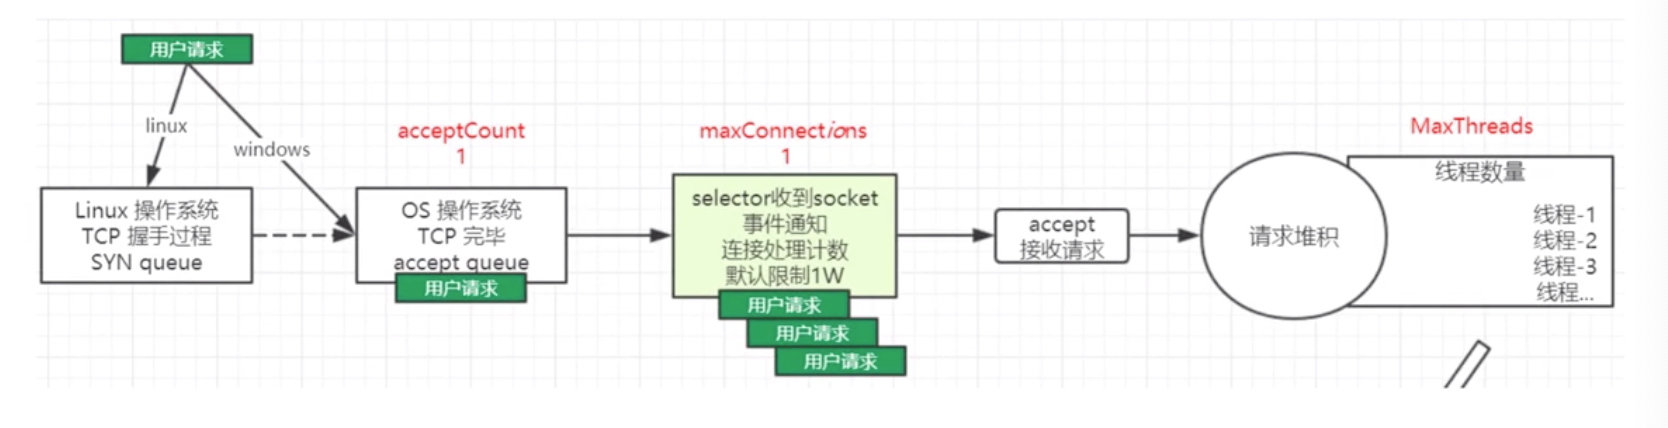 用户请求
linux
windows
acceptCount
1
maxConnections
1
MaxThreads
Linux 操作系统
TCP 握手过程
SYN queue
OS 操作系统
TCP 完毕
accept queue
用户请求
selector收到socket
事件通知
连接处理计数
默认限制1W
用户请求
用户请求
用户请求
accept
接收请求
请求堆积
线程数量
线程-1
线程-2
线程-3
线程...